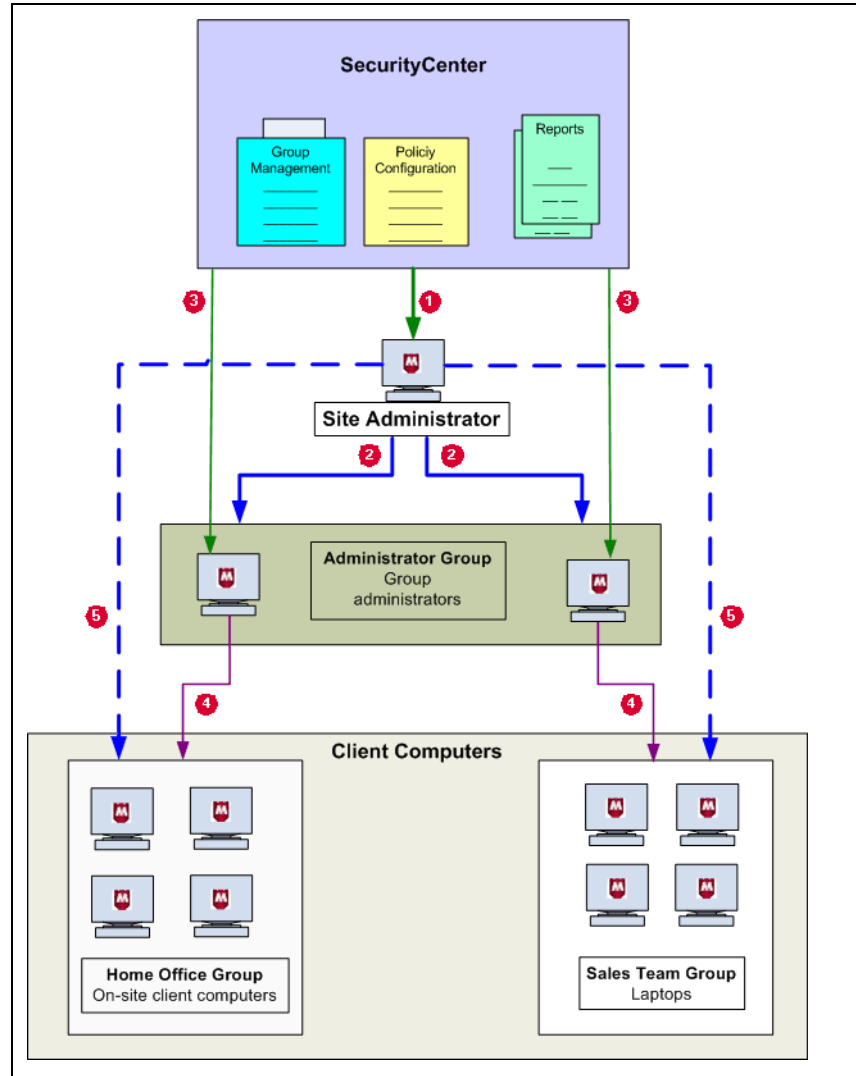 SecurityCenter
Group
Management
Policiy
Configuration
Reports
3
1
3
Site Administrator
2
2
Administrator Group
Group
administrators
5
5
4
4
Client Computers
Home Office Group
On-site client computers
Sales Team Group
Laptops